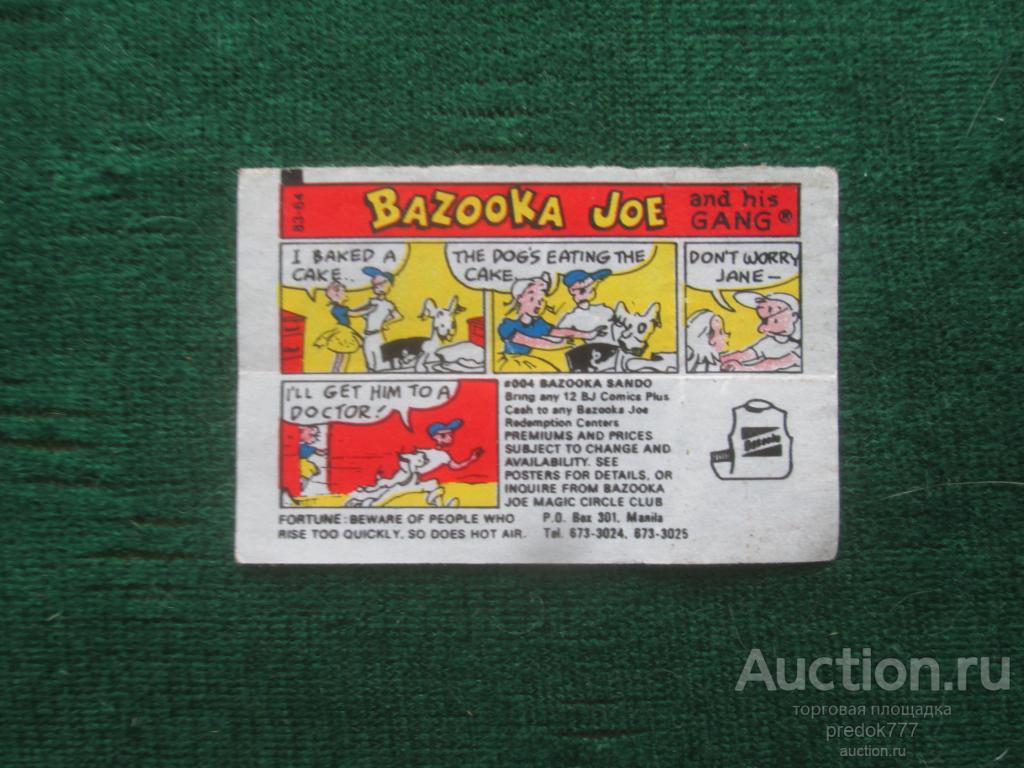 83-64
BAZOOKA JOE
and his
GANG®
I BAKED A
CAKE..
THE DOG'S EATING THE
CAKE.
DON'T WORRY
JANE—
I'LL GET HIM TO A
DOCTOR!
#004 BAZOOKA SANDO
Bring any 12 BJ Comics Plus
Cash to any Bazooka Joe
Redemption Centers
PREMIUMS AND PRICES
SUBJECT TO CHANGE AND
AVAILABILITY. SEE
POSTERS FOR DETAILS, OR
INQUIRE FROM BAZOOKA
JOE MAGIC CIRCLE CLUB
P.O. Box 301, Manila
Tel. 673-3024, 673-3025
Bazooka
FORTUNE: BEWARE OF PEOPLE WHO
RISE TOO QUICKLY. SO DOES HOT AIR.
Auction.ru
торговая площадка
predok777
auction.ru